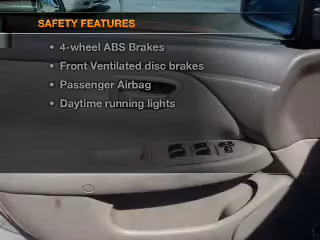 SAFETY FEATURES
• 4-wheel ABS Brakes
• Front Ventilated disc brakes
• Passenger Airbag
• Daytime running lights